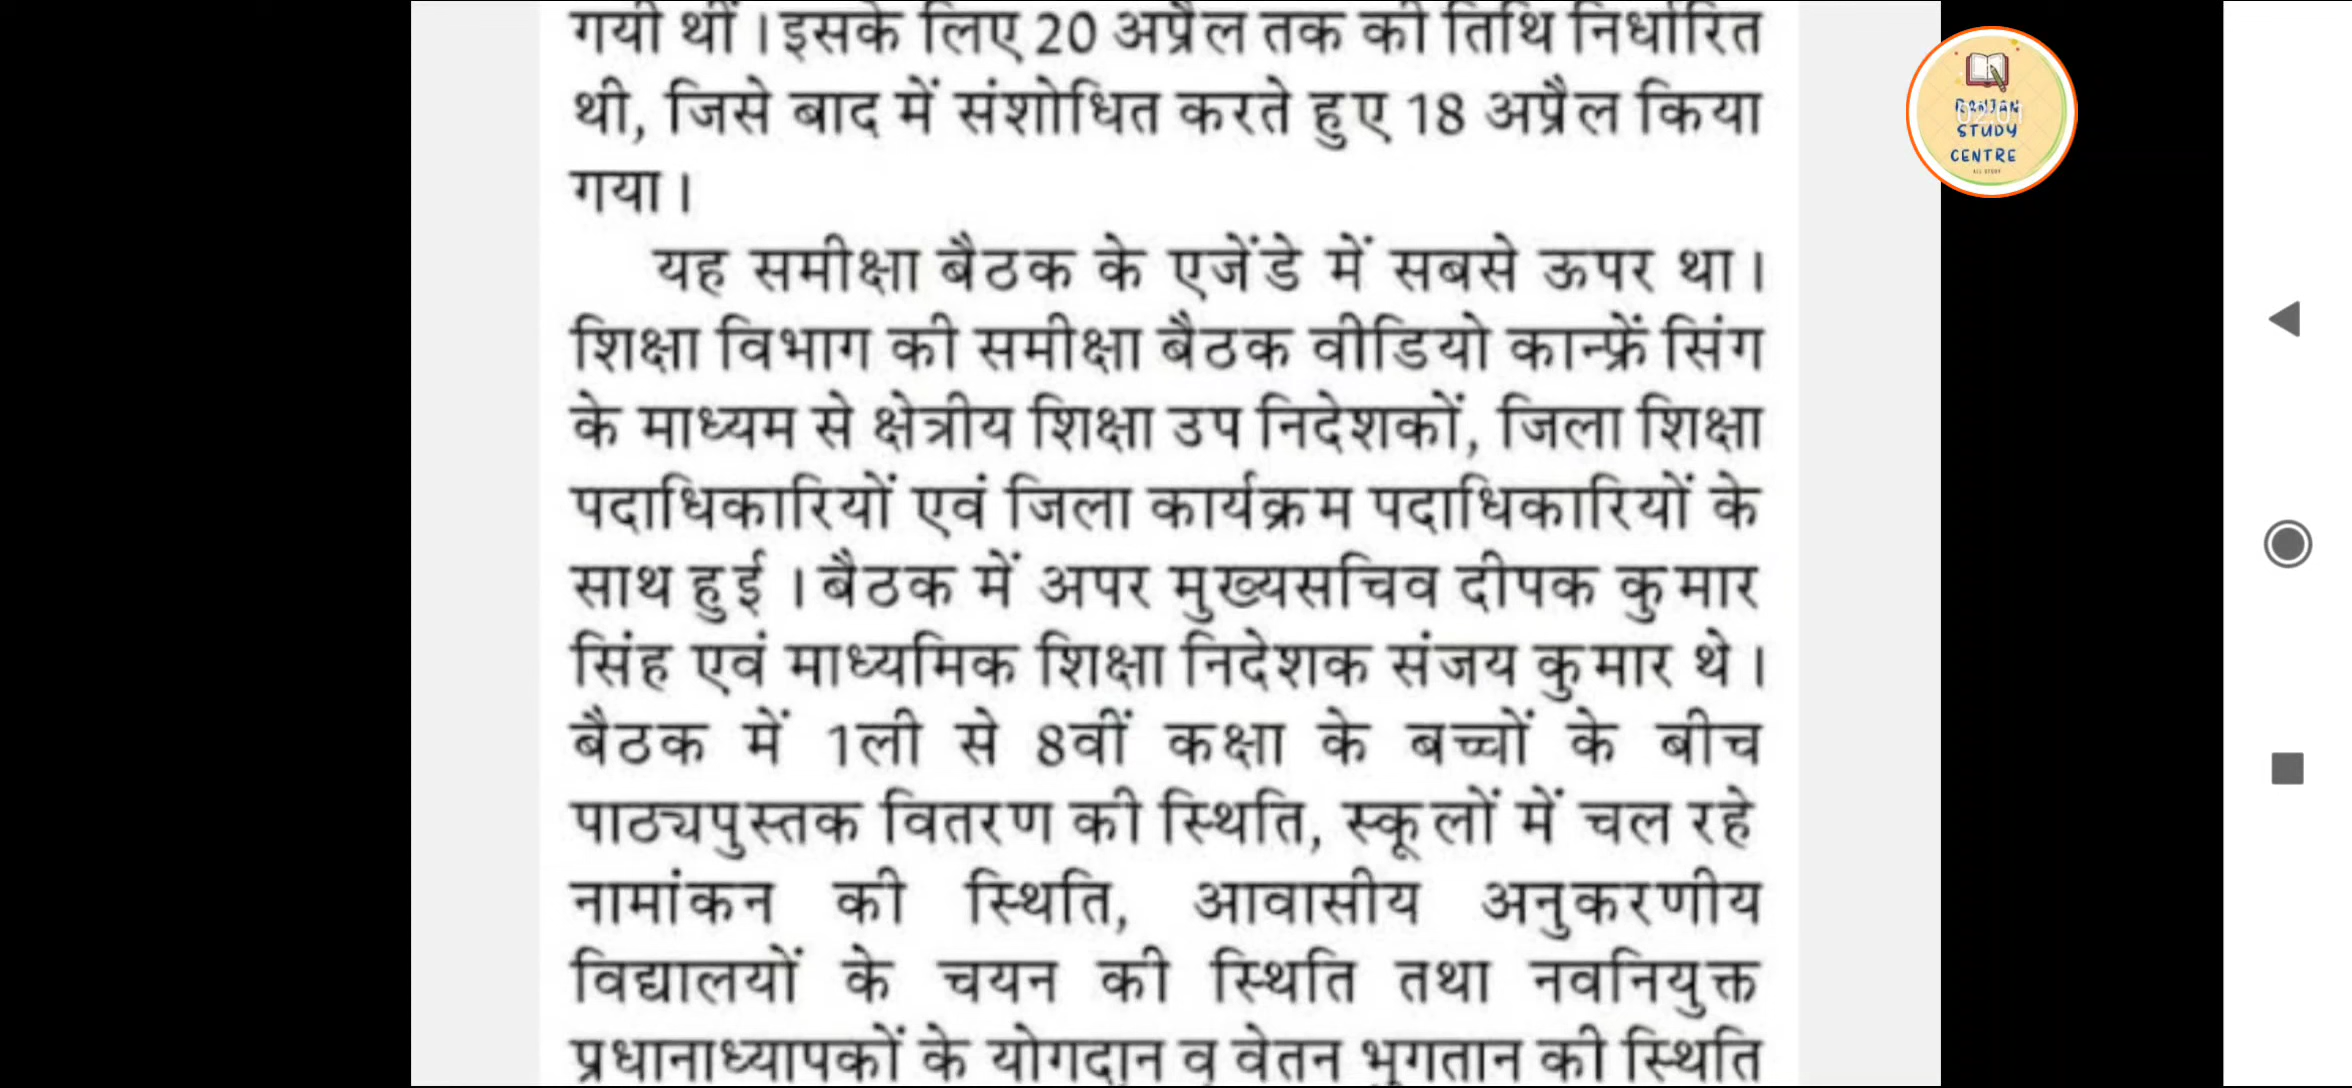 गयी थीं। इसके लिए 20 अप्रैल तक की तिथि निर्धारित
थी, जिसे बाद में संशोधित करते हुए 18 अप्रैल किया
गया।
यह समीक्षा बैठक के एजेंडे में सबसे ऊपर था।
शिक्षा विभाग की समीक्षा बैठक वीडियो कान्फ्रेंसिंग
के माध्यम से क्षेत्रीय शिक्षा उप निदेशकों, जिला शिक्षा
पदाधिकारियों एवं जिला कार्यक्रम पदाधिकारियों के
साथ हुई। बैठक में अपर मुख्यसचिव दीपक कुमार
सिंह एवं माध्यमिक शिक्षा निदेशक संजय कुमार थे।
बैठक में 1ली से 8वीं कक्षा के बच्चों के बीच
पाठ्यपुस्तक वितरण की स्थिति, स्कूलों में चल रहे
नामांकन की स्थिति, आवासीय अनुकरणीय
विद्यालयों के चयन की स्थिति तथा नवनियुक्त
प्रधानाध्यापकों के योगदान व वेतन भुगतान की स्थिति
STUDY
CENTRE
ALL STUDY